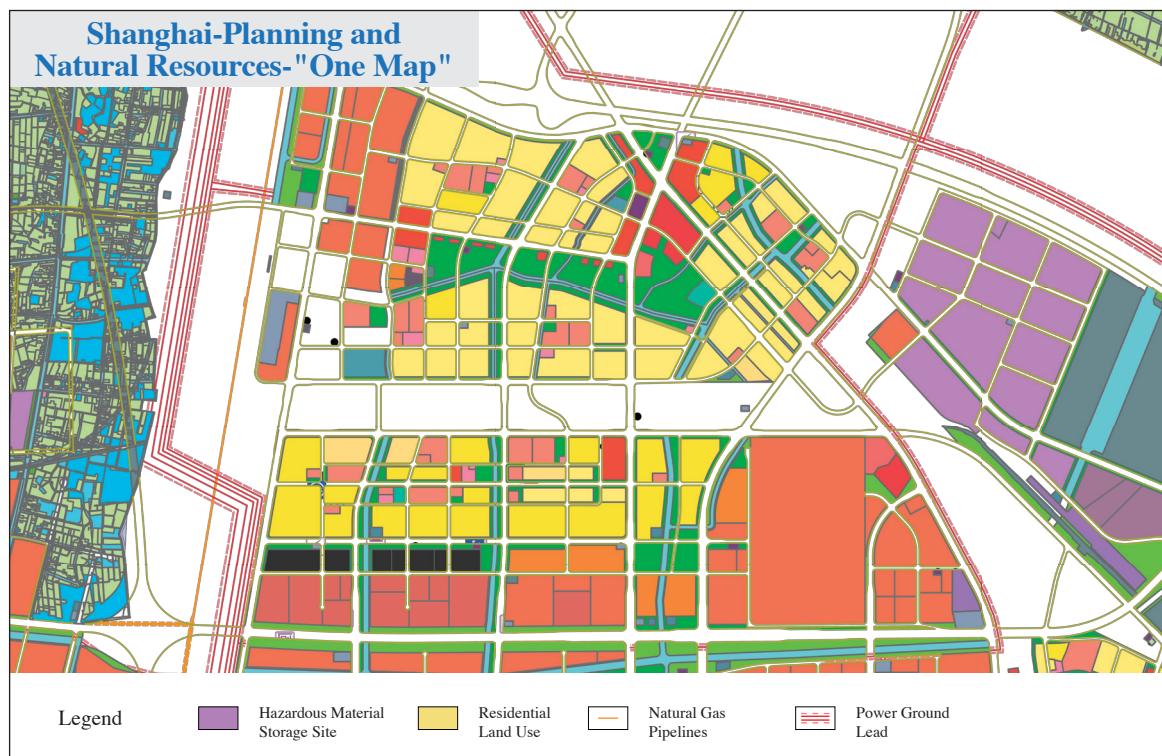 Shanghai-Planning and
Natural Resources-"One Map"
Legend
Hazardous Material
Storage Site
Residential
Land Use
Natural Gas
Pipelines
Power Ground
Lead